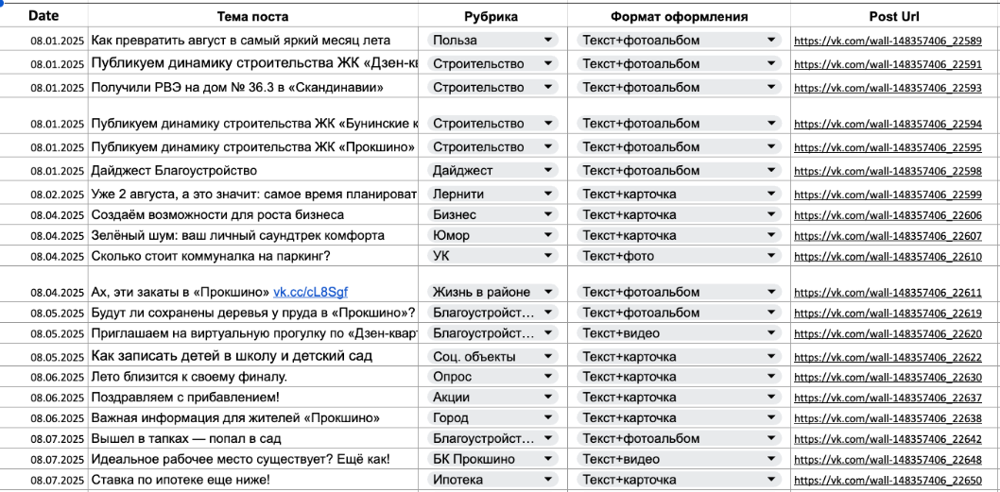 Date Тема поста Рубрика Формат оформления Post Url
08.01.2025 Как превратить август в самый яркий месяц лета Польза Текст+фотоальбом https://vk.com/wall-148357406_22589
08.01.2025 Публикуем динамику строительства ЖК «Дзен-кв Строительство Текст+фотоальбом https://vk.com/wall-148357406_22591
08.01.2025 Получили РВЭ на дом № 36.3 в «Скандинавии» Строительство Текст+фотоальбом https://vk.com/wall-148357406_22593
08.01.2025 Публикуем динамику строительства ЖК «Бунинские к Строительство Текст+фотоальбом https://vk.com/wall-148357406_22594
08.01.2025 Публикуем динамику строительства ЖК «Прокшино» Строительство Текст+фотоальбом https://vk.com/wall-148357406_22595
08.01.2025 Дайджест Благоустройство Дайджест Текст+фотоальбом https://vk.com/wall-148357406_22598
08.02.2025 Уже 2 августа, а это значит: самое время планироват Лернити Текст+карточка https://vk.com/wall-148357406_22599
08.04.2025 Создаём возможности для роста бизнеса Бизнес Текст+карточка https://vk.com/wall-148357406_22606
08.04.2025 Зелёный шум: ваш личный саундтрек комфорта Юмор Текст+карточка https://vk.com/wall-148357406_22607
08.04.2025 Сколько стоит коммуналка на паркинг? УК Текст+фото https://vk.com/wall-148357406_22610
08.04.2025 Ах, эти закаты в «Прокшино» vk.cc/cL8Sgf Жизнь в районе Текст+фотоальбом https://vk.com/wall-148357406_22611
08.05.2025 Будут ли сохранены деревья у пруда в «Прокшино»? Благоустройст... Текст+фотоальбом https://vk.com/wall-148357406_22619
08.05.2025 Приглашаем на виртуальную прогулку по «Дзен-квар Благоустройст... Текст+видео https://vk.com/wall-148357406_22620
08.05.2025 Как записать детей в школу и детский сад Соц. объекты Текст+карточка https://vk.com/wall-148357406_22622
08.06.2025 Лето близится к своему финалу. Опрос Текст+карточка https://vk.com/wall-148357406_22630
08.06.2025 Поздравляем с прибавлением! Акции Текст+карточка https://vk.com/wall-148357406_22637
08.06.2025 Важная информация для жителей «Прокшино» Город Текст+карточка https://vk.com/wall-148357406_22638
08.07.2025 Вышел в тапках — попал в сад Благоустройст... Текст+фотоальбом https://vk.com/wall-148357406_22642
08.07.2025 Идеальное рабочее место существует? Ещё как! БК Прокшино Текст+видео https://vk.com/wall-148357406_22648
08.07.2025 Ставка по ипотеке еще ниже! Ипотека Текст+карточка https://vk.com/wall-148357406_22650